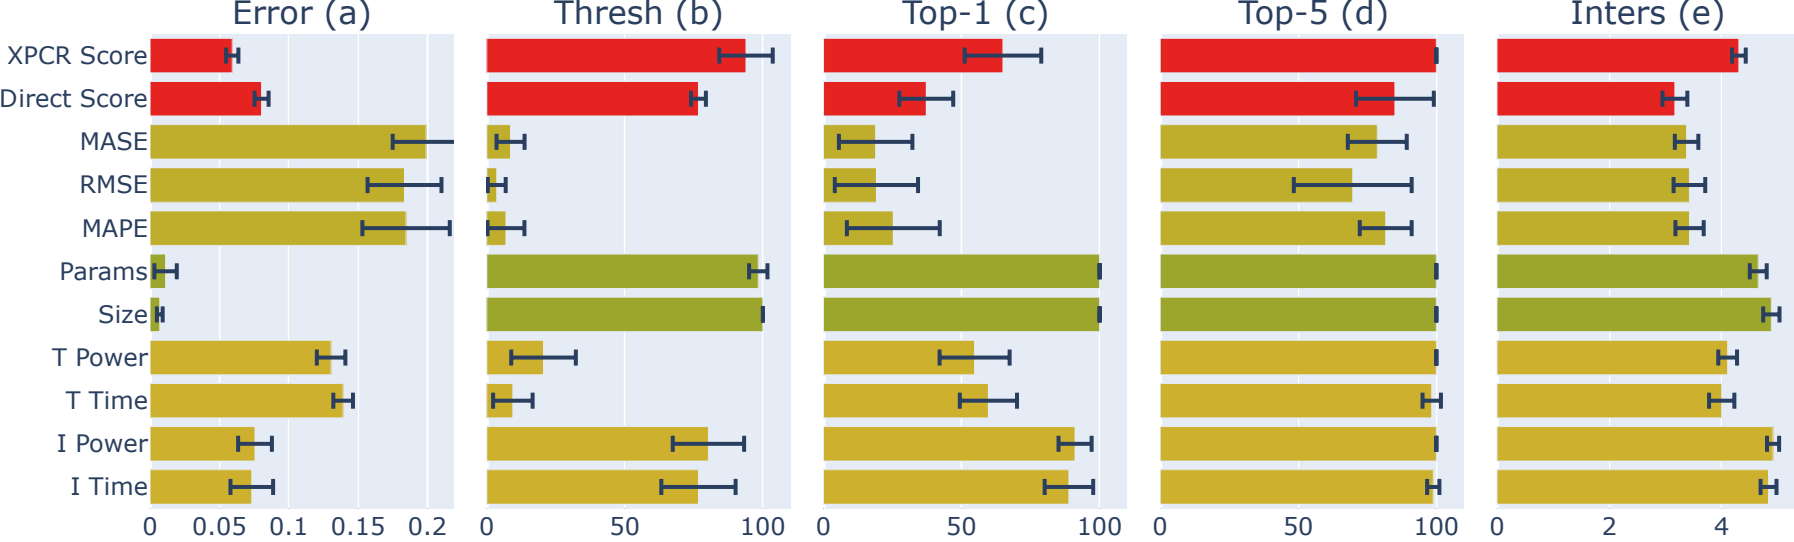 Error (a) Thresh (b) Top-1 (c) Top-5 (d) Inters (e)
XPCR Score
Direct Score
MASE
RMSE
MAPE
Params
Size
T Power
T Time
I Power
I Time
0 0.05 0.1 0.15 0.2 0 50 100 0 50 100 0 50 100 0 2 4